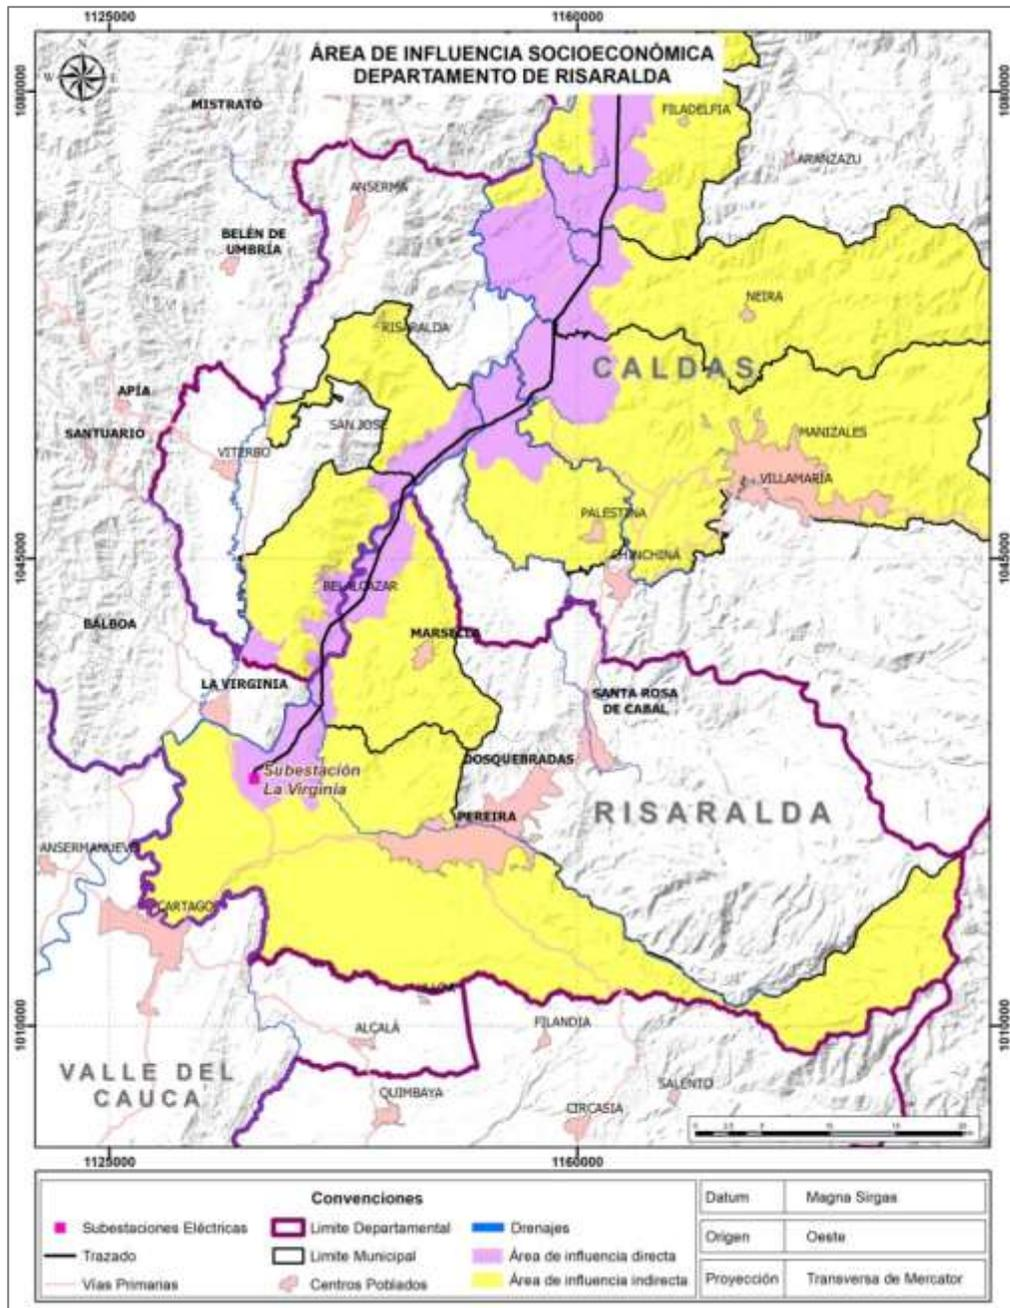 1125000
1160000
ÁREA DE INFLUENCIA SOCIOECONÓMICA
DEPARTAMENTO DE RISARALDA
N
W
E
S
1080000
1080000
MISTRATÓ
FILADELFIA
ARANZAZU
ANSERMA
BELÉN DE
UMBRÍA
NEIRA
RISARALDA
CALDAS
APÍA
SANTUARIO
SAN JOSÉ
VITERBO
MANIZALES
VILLAMARÍA
PALESTINA
CHINCHINÁ
1045000
1045000
BELALCÁZAR
BALBOA
MARSELLA
LA VIRGINIA
SANTA ROSA
DE CABAL
DOSQUEBRADAS
Subestación
La Virginia
RISARALDA
PEREIRA
ANSERMANUEVO
CARTAGO
1010000
1010000
ALCALÁ
FILANDIA
VALLE DEL
CAUCA
QUIMBAYA
SALENTO
CIRCASIA
1125000
1160000
Convenciones
Subestaciones Eléctricas
Limite Departamental
Drenajes
Trazado
Limite Municipal
Área de influencia directa
Vías Primarias
Centros Poblados
Área de influencia indirecta
Datum
Magna Sirgas
Origen
Oeste
Proyección
Transversa de Mercator